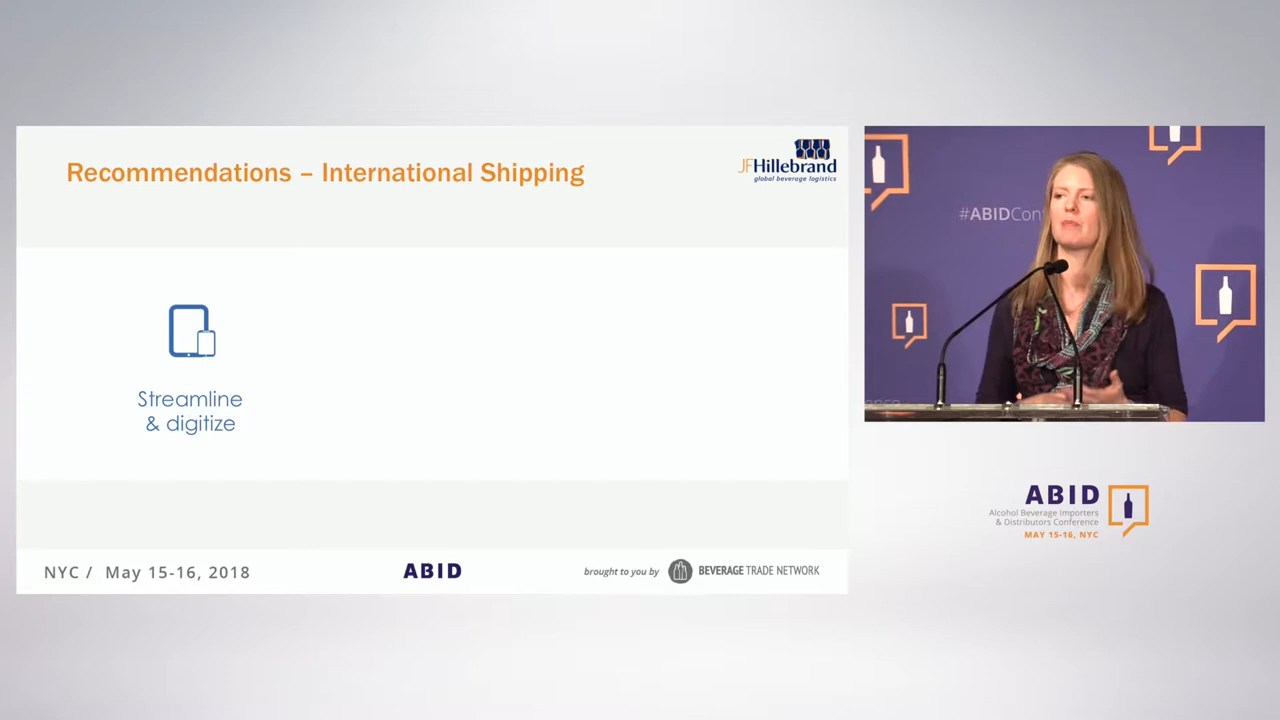 Recommendations – International Shipping
JFHillebrand
global beverage logistics
Streamline
& digitize
NYC / May 15-16, 2018
ABID
brought to you by
BEVERAGE TRADE NETWORK
#ABIDCon
ence
ABID
Alcohol Beverage Importers
& Distributors Conference
MAY 15-16, NYC